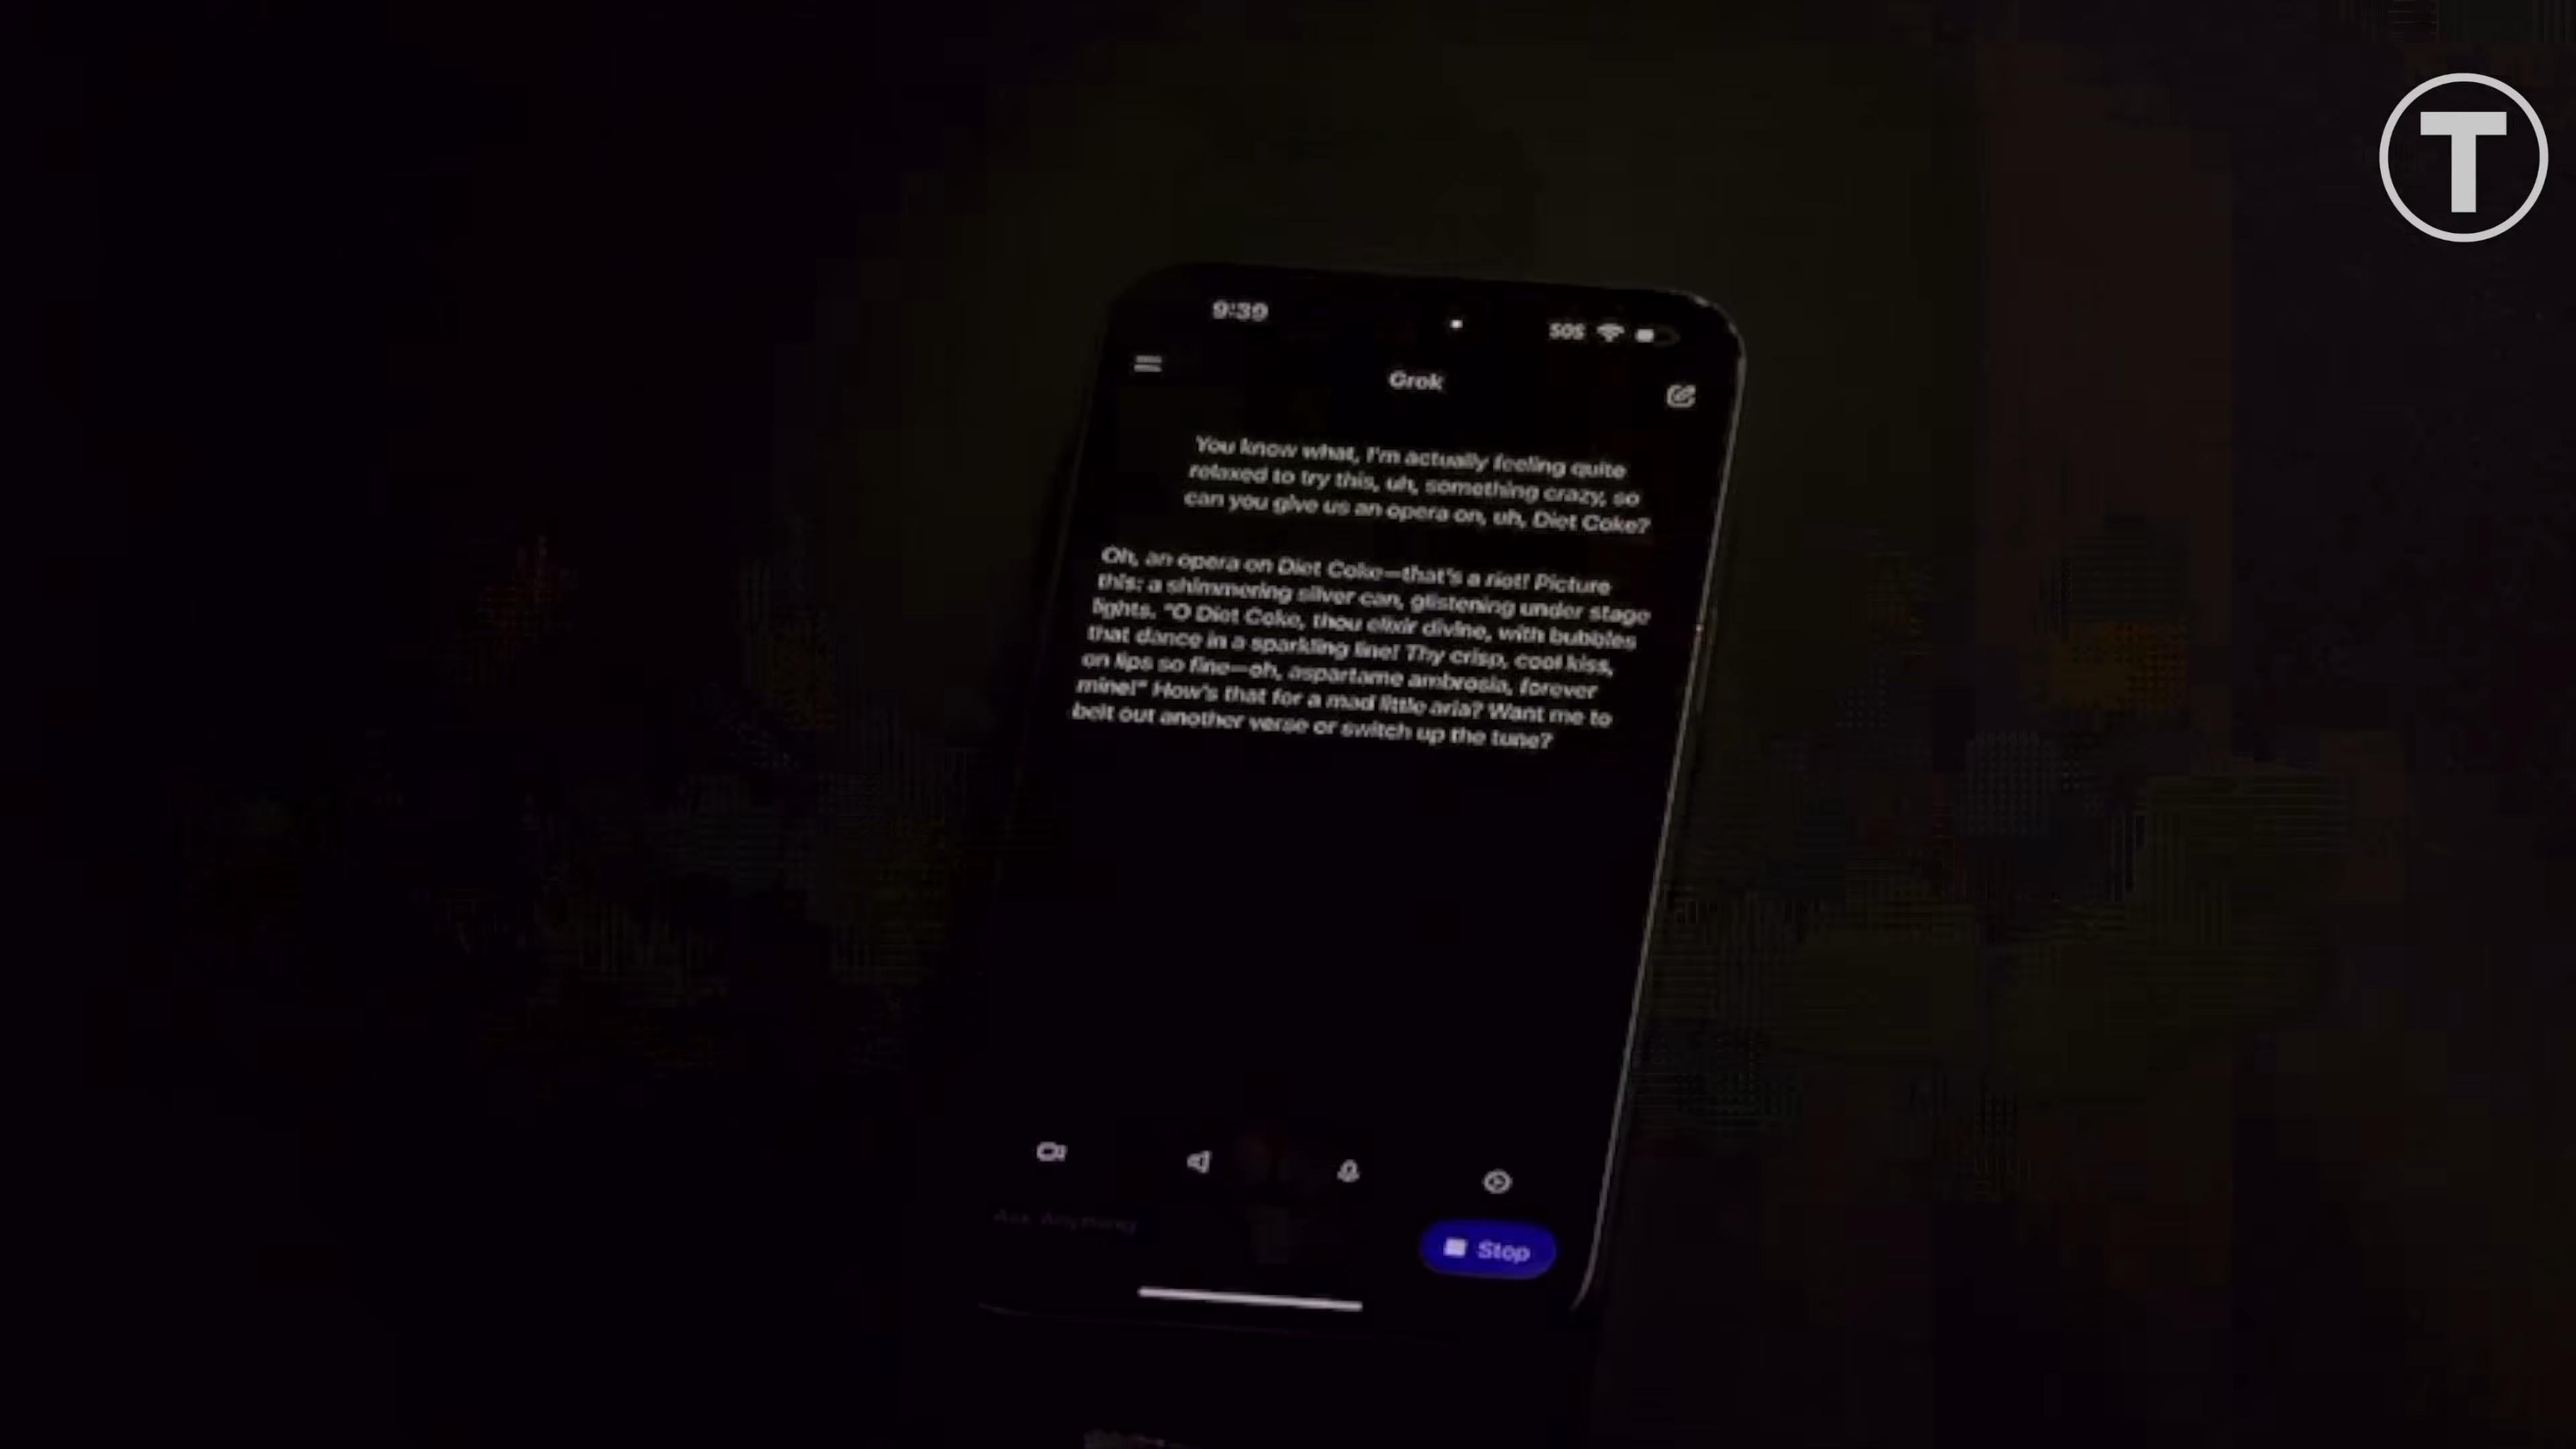 T
9:39
SOS
Grok
You know what, I'm actually feeling quite
relaxed to try this, uh, something crazy, so
can you give us an opera on, uh, Diet Coke?
Oh, an opera on Diet Coke—that's a riot! Picture
this: a shimmering silver can, glistening under stage
lights. "O Diet Coke, thou elixir divine, with bubbles
that dance in a sparkling line! Thy crisp, cool kiss,
on lips so fine—oh, aspartame ambrosia, forever
mine!" How's that for a mad little aria? Want me to
belt out another verse or switch up the tune?
Ask Anything
Stop